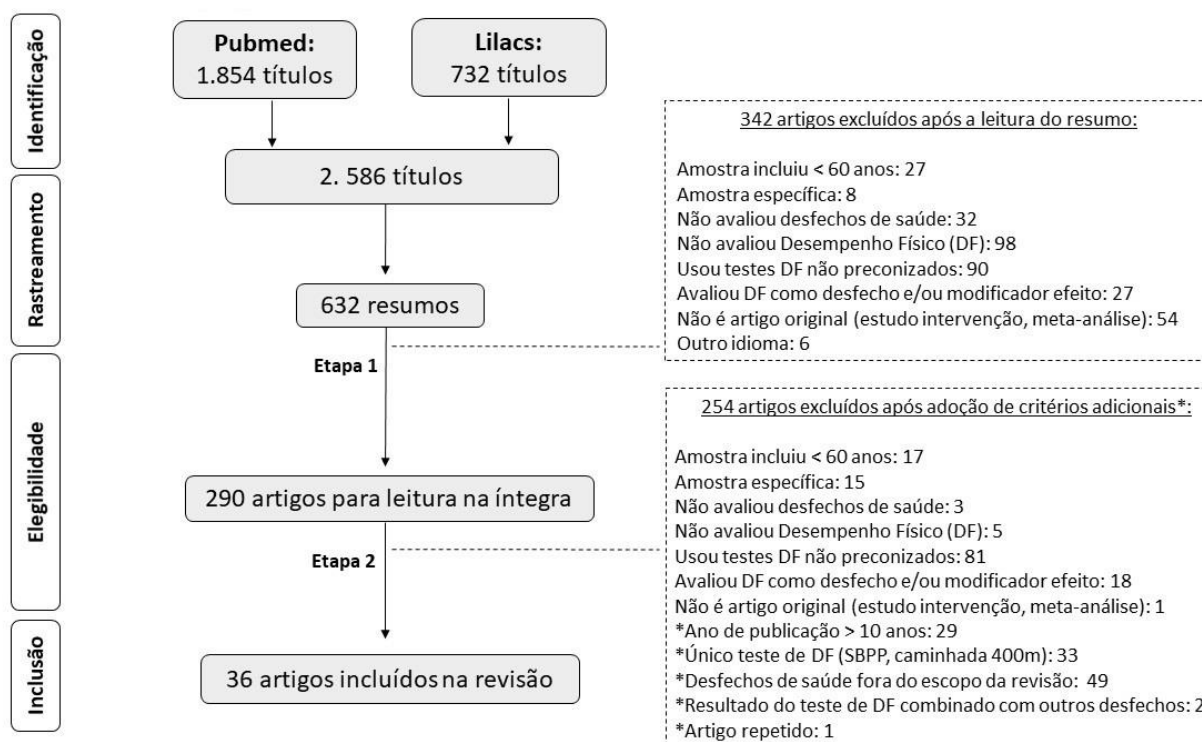 Identificação
Pubmed:
1.854 títulos
Lilacs:
732 títulos
2. 586 títulos
342 artigos excluídos após a leitura do resumo:
Amostra incluiu < 60 anos: 27
Amostra específica: 8
Não avaliou desfechos de saúde: 32
Não avaliou Desempenho Físico (DF): 98
Usou testes DF não preconizados: 90
Avaliou DF como desfecho e/ou modificador efeito: 27
Não é artigo original (estudo intervenção, meta-análise): 54
Outro idioma: 6
Rastreamento
632 resumos
Etapa 1
Elegibilidade
290 artigos para leitura na íntegra
Etapa 2
254 artigos excluídos após adoção de critérios adicionais*:
Amostra incluiu < 60 anos: 17
Amostra específica: 15
Não avaliou desfechos de saúde: 3
Não avaliou Desempenho Físico (DF): 5
Usou testes DF não preconizados: 81
Avaliou DF como desfecho e/ou modificador efeito: 18
Não é artigo original (estudo intervenção, meta-análise): 1
*Ano de publicação > 10 anos: 29
*Único teste de DF (SBPP, caminhada 400m): 33
*Desfechos de saúde fora do escopo da revisão: 49
*Resultado do teste de DF combinado com outros desfechos: 2
*Artigo repetido: 1
Inclusão
36 artigos incluídos na revisão